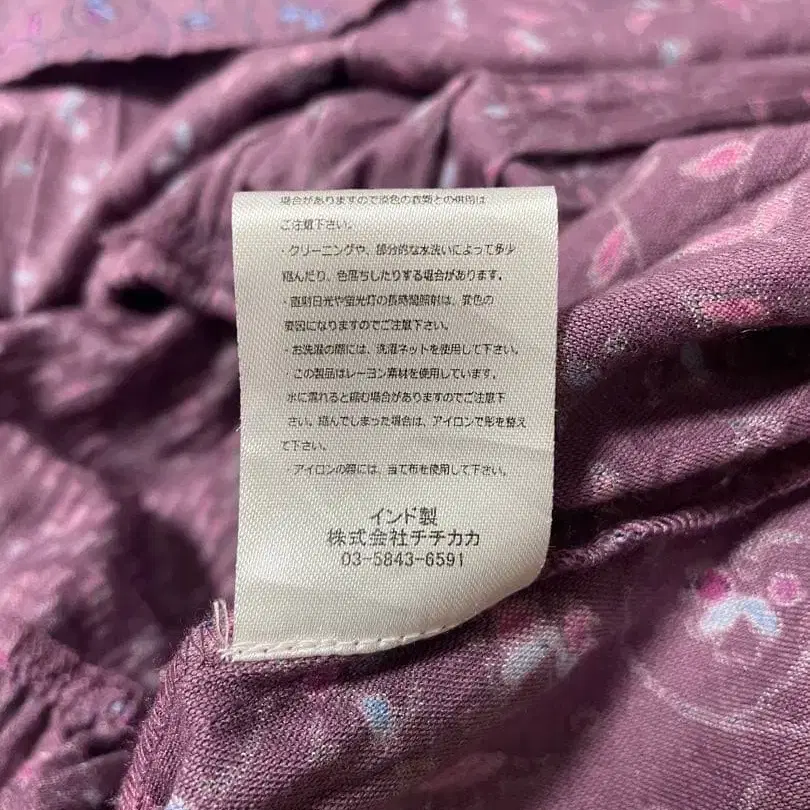 場合がありますので淡色の衣類との併用は
ご注意下さい。
・クリーニングや、部分的な水洗いによって多少
縮んだり、色落ちしたりする場合があります。
・直射日光や蛍光灯の長時間照射は、変色の
要因になりますのでご注意下さい。
・お洗濯の際には、洗濯ネットを使用して下さい。
・この製品はレーヨン素材を使用しています。
水に濡れると縮む場合がありますのでご注意下
さい。縮んでしまった場合は、アイロンで形を整え
て下さい。
・アイロンの際には、当て布を使用して下さい。
インド製
株式会社チチカカ
03-5843-6591